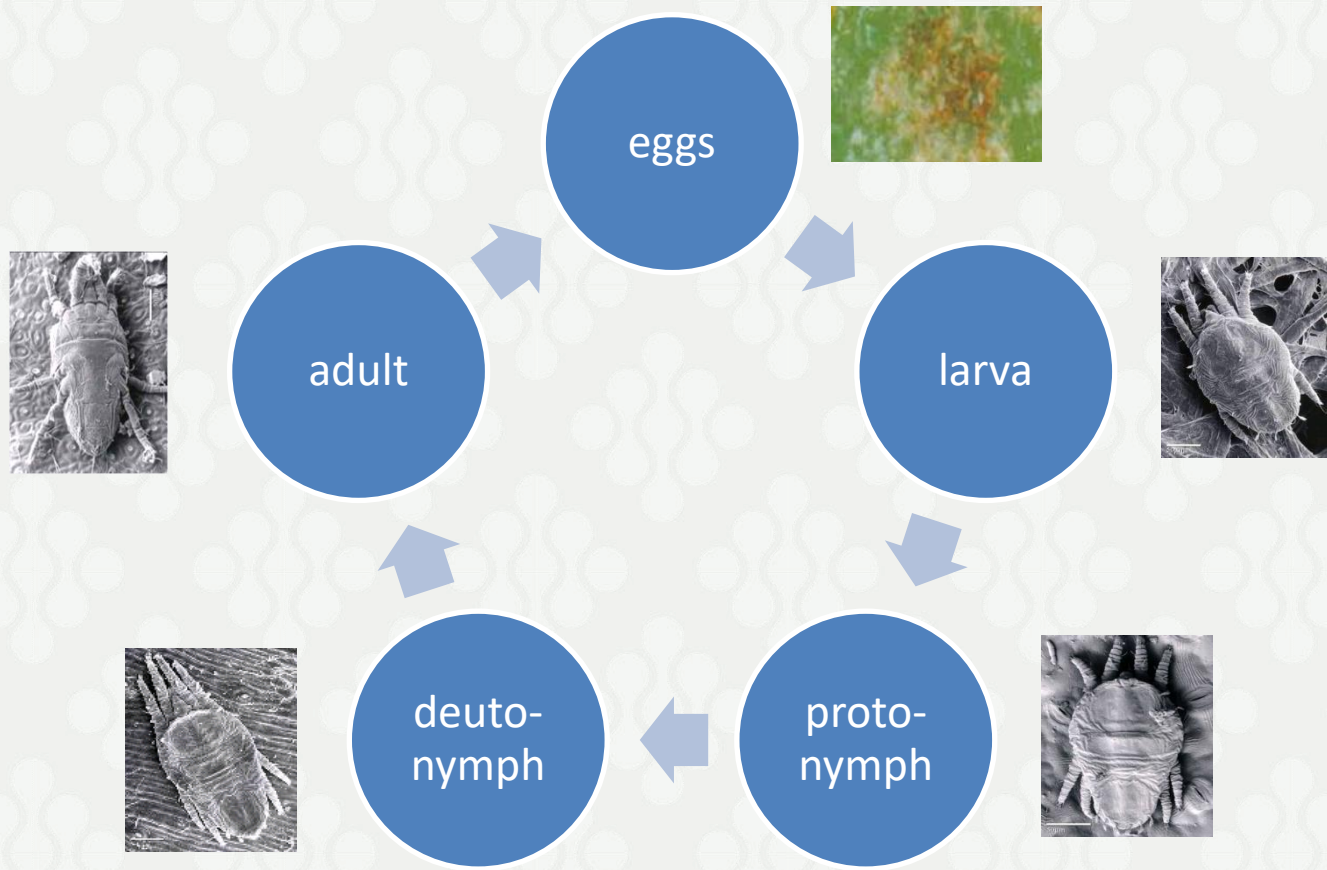 eggs
larva
proto-
nymph
deuto-
nymph
adult